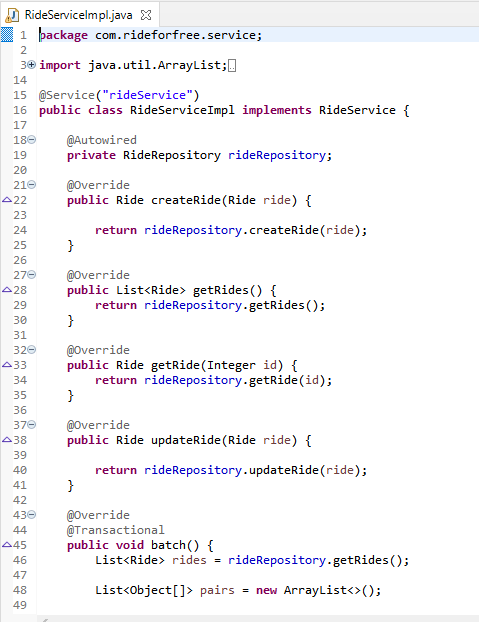 RideServiceImpl.java
1 package com.rideforfree.service;
2
3 import java.util.ArrayList;
14
15 @Service("rideService")
16 public class RideServiceImpl implements RideService {
17
18 @Autowired
19 private RideRepository rideRepository;
20
21 @Override
22 public Ride createRide(Ride ride) {
23
24 return rideRepository.createRide(ride);
25 }
26
27 @Override
28 public List<Ride> getRides() {
29 return rideRepository.getRides();
30 }
31
32 @Override
33 public Ride getRide(Integer id) {
34 return rideRepository.getRide(id);
35 }
36
37 @Override
38 public Ride updateRide(Ride ride) {
39
40 return rideRepository.updateRide(ride);
41 }
42
43 @Override
44 @Transactional
45 public void batch() {
46 List<Ride> rides = rideRepository.getRides();
47
48 List<Object[]> pairs = new ArrayList<>();
49